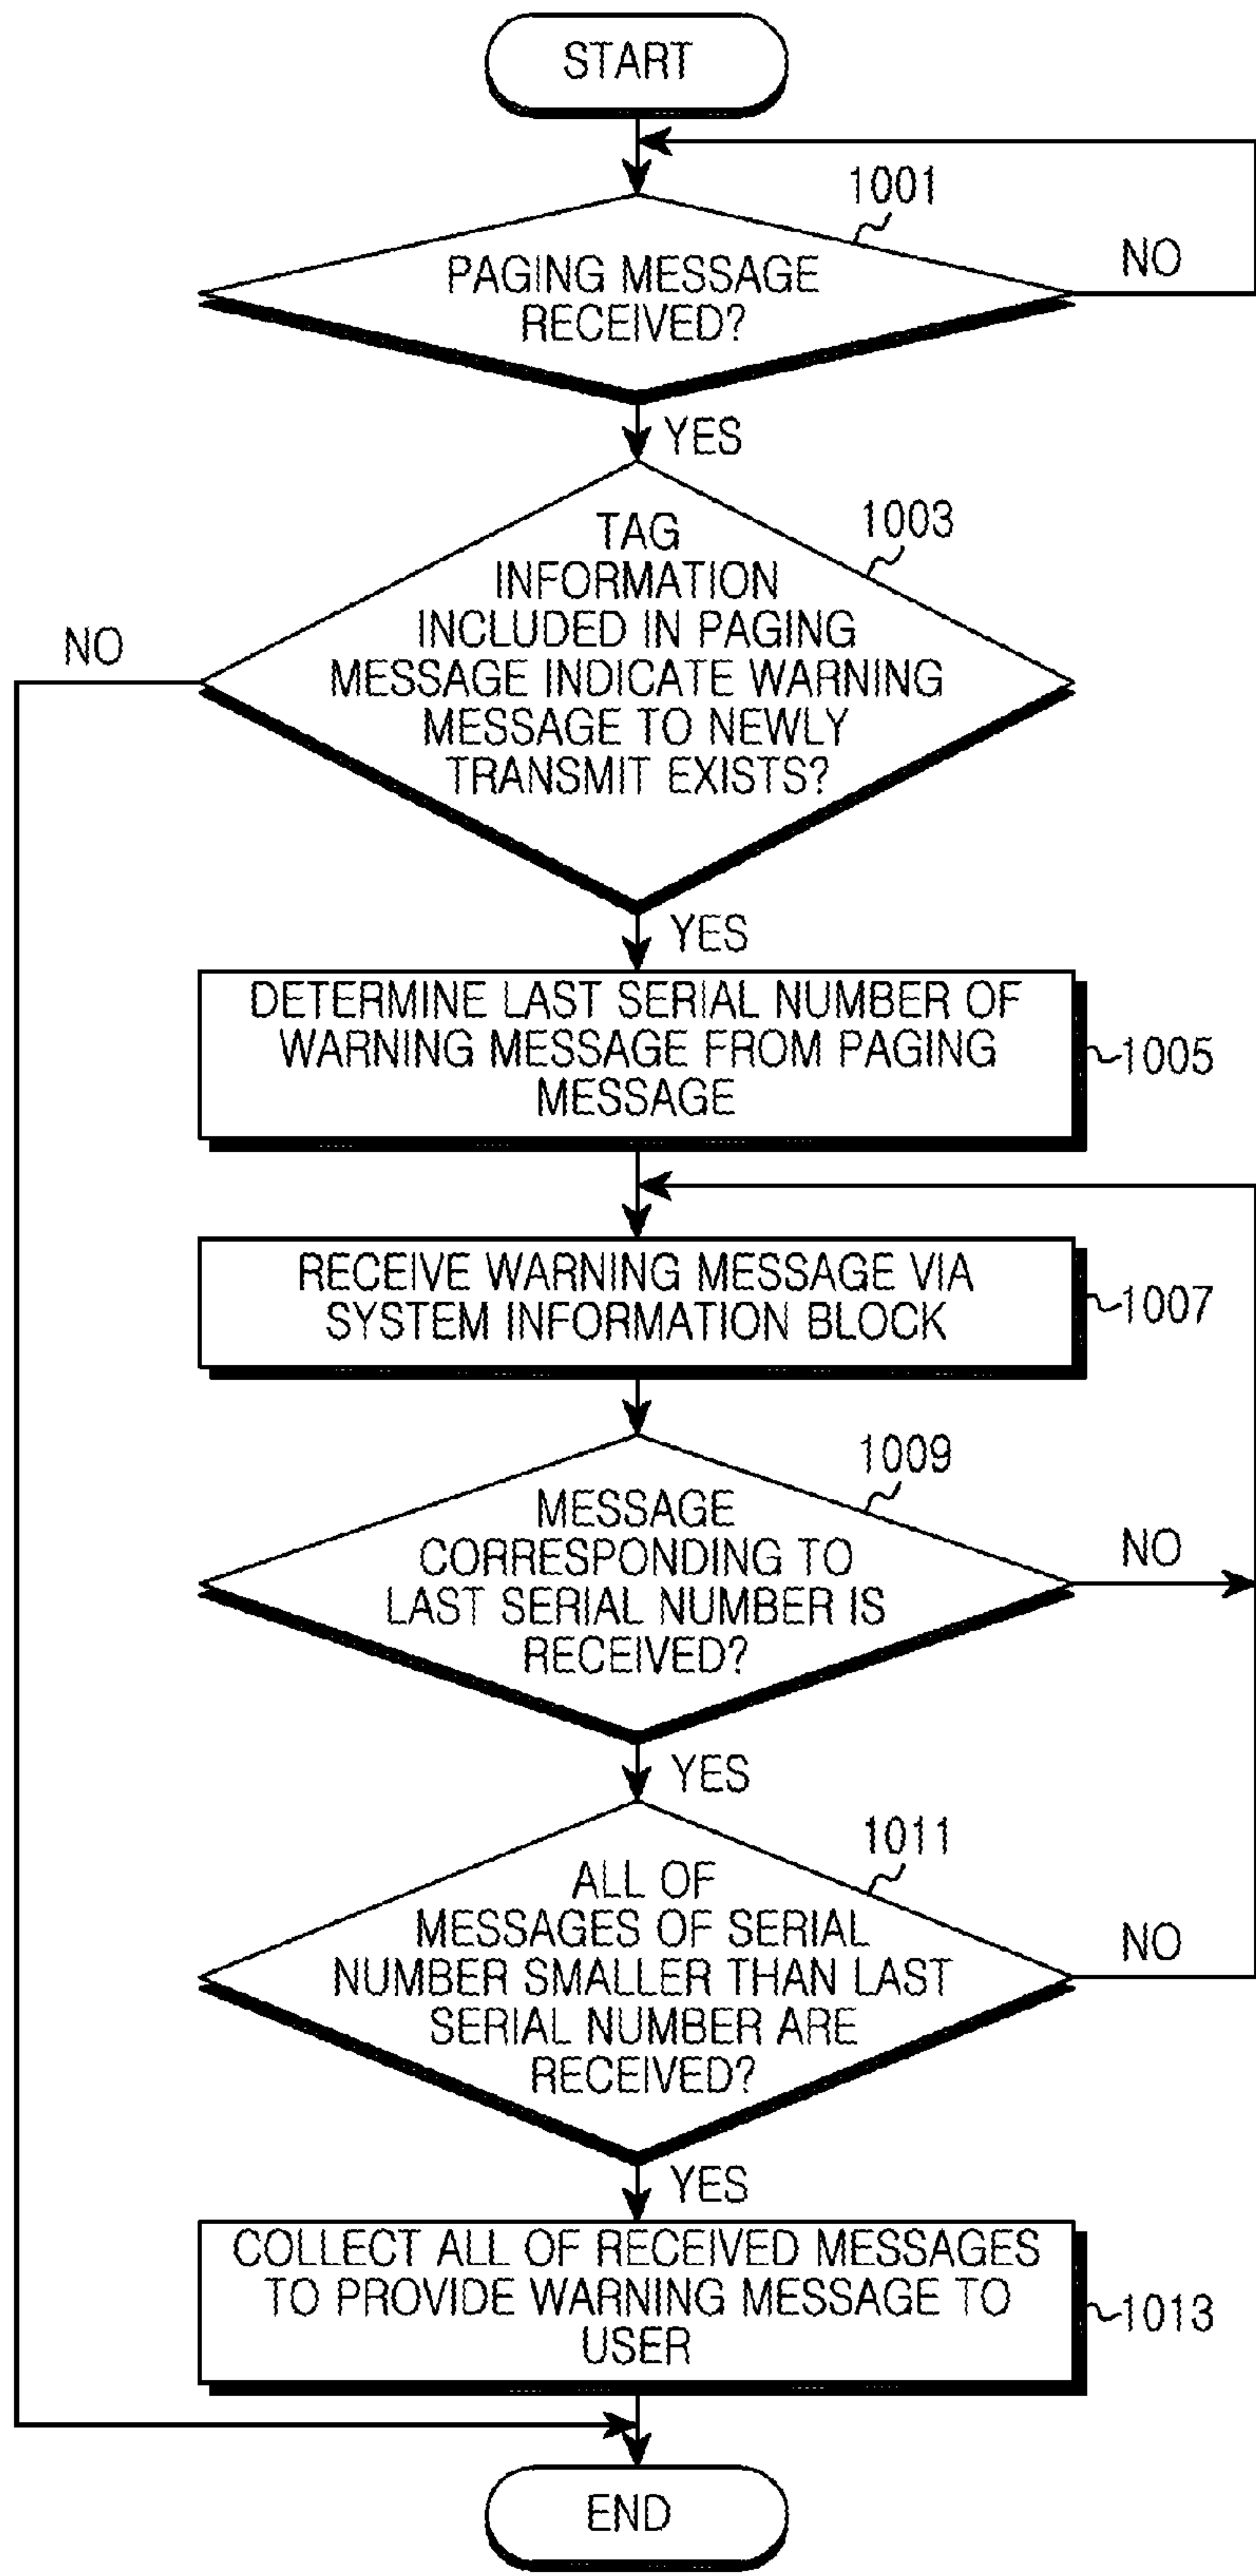 START
1001
PAGING MESSAGE
RECEIVED?
NO
YES
1003
TAG
INFORMATION
INCLUDED IN PAGING
MESSAGE INDICATE WARNING
MESSAGE TO NEWLY
TRANSMIT EXISTS?
NO
YES
DETERMINE LAST SERIAL NUMBER OF
WARNING MESSAGE FROM PAGING
MESSAGE
1005
RECEIVE WARNING MESSAGE VIA
SYSTEM INFORMATION BLOCK
1007
1009
MESSAGE
CORRESPONDING TO
LAST SERIAL NUMBER IS
RECEIVED?
NO
YES
1011
ALL OF
MESSAGES OF SERIAL
NUMBER SMALLER THAN LAST
SERIAL NUMBER ARE
RECEIVED?
NO
YES
COLLECT ALL OF RECEIVED MESSAGES
TO PROVIDE WARNING MESSAGE TO
USER
1013
END